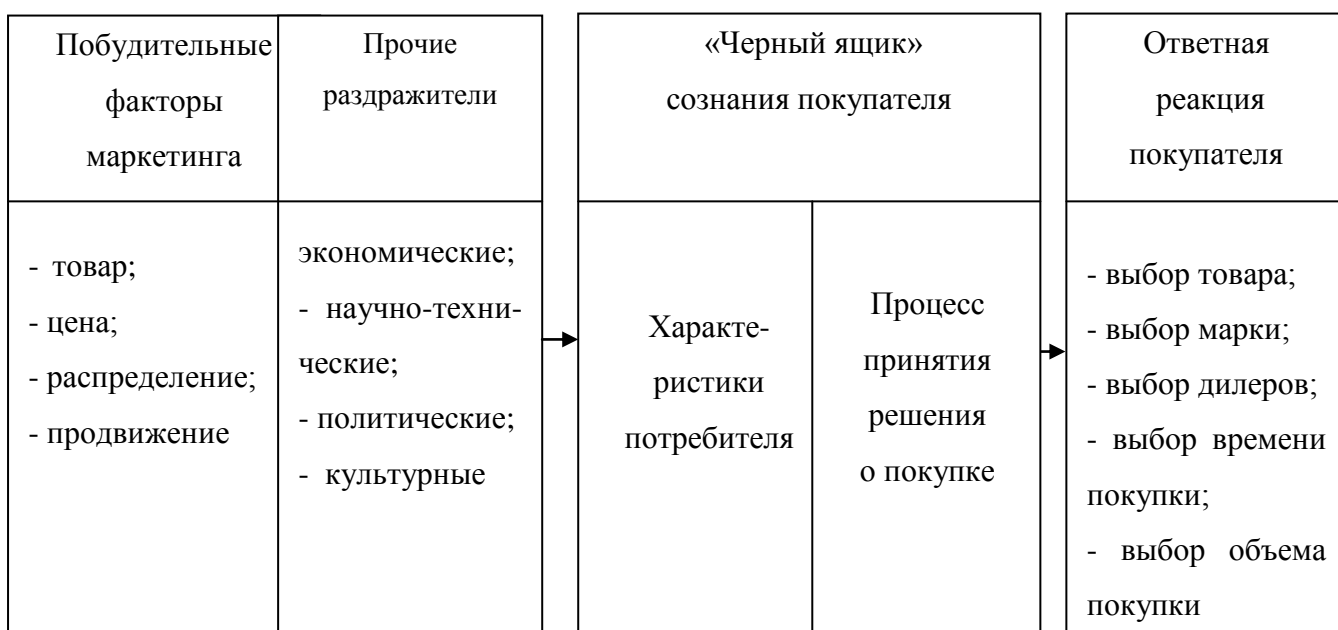 Побудительные
факторы
маркетинга
Прочие
раздражители
«Черный ящик»
сознания покупателя
Ответная
реакция
покупателя
- товар;
- цена;
- распределение;
- продвижение
экономические;
- научно-техни-
ческие;
- политические;
- культурные
Характе-
ристики
потребителя
Процесс
принятия
решения
о покупке
- выбор товара;
- выбор марки;
- выбор дилеров;
- выбор времени
покупки;
- выбор объема
покупки